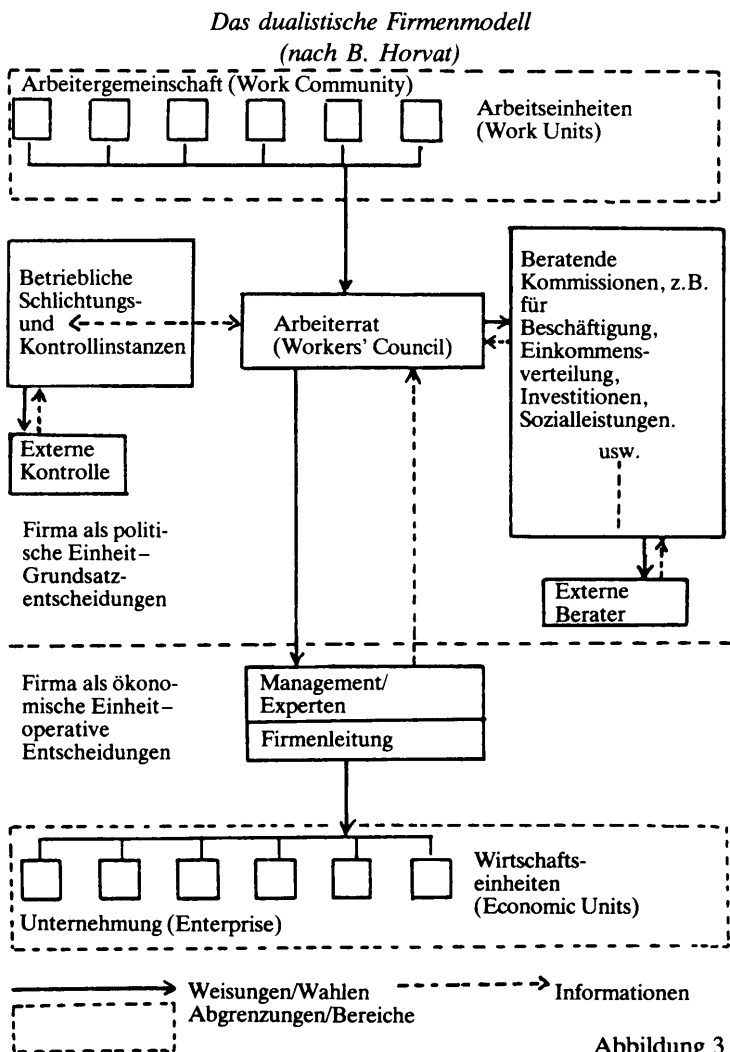 Das dualistische Firmenmodell
(nach B. Horvat)
Arbeitergemeinschaft (Work Community)
Arbeitseinheiten
(Work Units)
Betriebliche
Schlichtungs-
und
Kontrollinstanzen
Arbeiterrat
(Workers' Council)
Beratende
Kommissionen, z.B.
für
Beschäftigung,
Einkommens-
verteilung,
Investitionen,
Sozialleistungen.
usw.
Externe
Kontrolle
Externe
Berater
Firma als politi-
sche Einheit–
Grundsatz-
entscheidungen
Firma als ökono-
mische Einheit–
operative
Entscheidungen
Management/
Experten
Firmenleitung
Wirtschafts-
einheiten
(Economic Units)
Unternehmung (Enterprise)
Weisungen/Wahlen
Informationen
Abgrenzungen/Bereiche
Abbildung 3